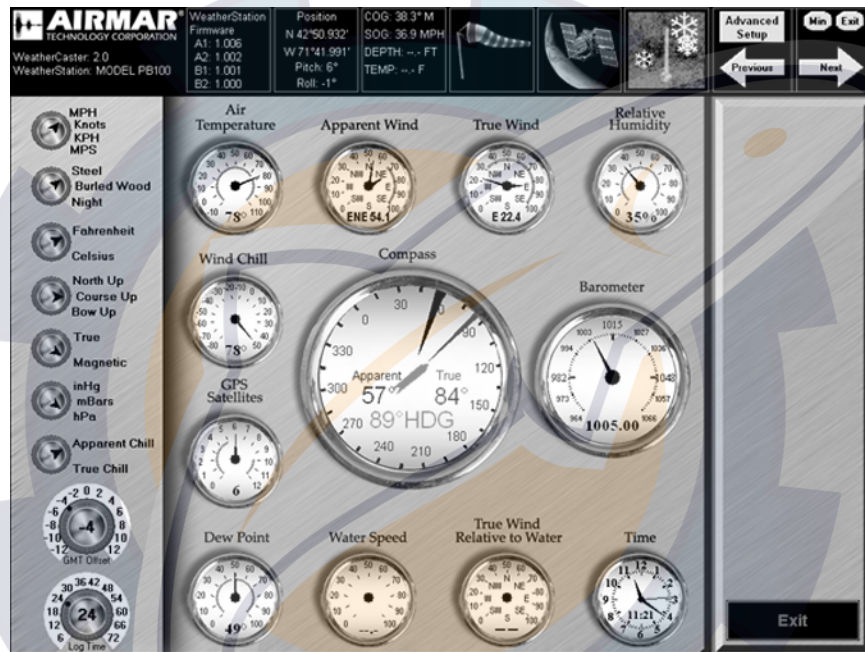 AIRMAR®
TECHNOLOGY CORPORATION
WeatherCaster: 2.0
WeatherStation: MODEL PB100
WeatherStation
Firmware
A1: 1.006
A2: 1.002
B1: 1.001
B2: 1.000
Position
N 42°50.932'
W 71°41.991'
Pitch: 6°
Roll: -1°
COG: 38.3° M
SOG: 36.9 MPH
DEPTH: --.- FT
TEMP: --.- F
Advanced
Setup
Min
Exit
Previous
Next
MPH
Knots
KPH
MPS
Steel
Burled Wood
Night
Fahrenheit
Celsius
North Up
Course Up
Bow Up
True
Magnetic
inHg
mBars
hPa
Apparent Chill
True Chill
-4
GMT Offset
24
Log Time
Air
Temperature
78°
Apparent Wind
ENE 54.1
True Wind
E 22.4
Relative
Humidity
35%
Wind Chill
78°
Compass
Apparent
57°
True
84°
89°HDG
Barometer
1005.00
GPS
Satellites
6
Dew Point
49°
Water Speed
--.-
True Wind
Relative to Water
Time
11:21
Exit